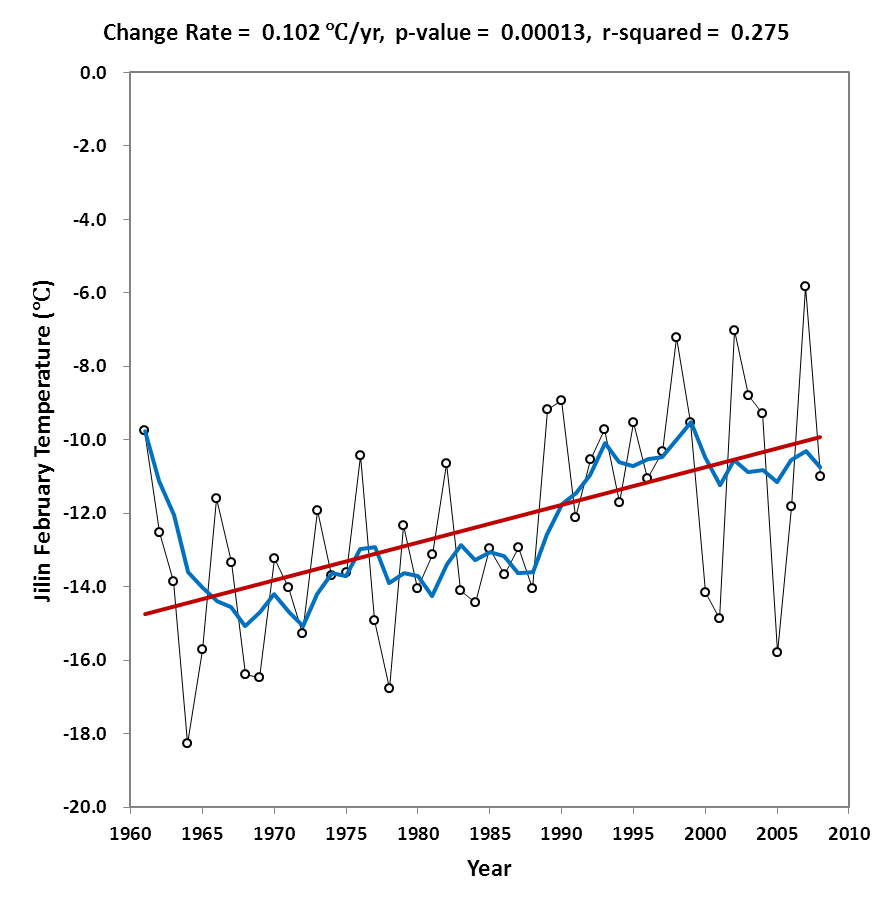 Change Rate = 0.102 ℃/yr, p-value = 0.00013, r-squared = 0.275
Jilin February Temperature (℃)
0.0
-2.0
-4.0
-6.0
-8.0
-10.0
-12.0
-14.0
-16.0
-18.0
-20.0
1960 1965 1970 1975 1980 1985 1990 1995 2000 2005 2010
Year